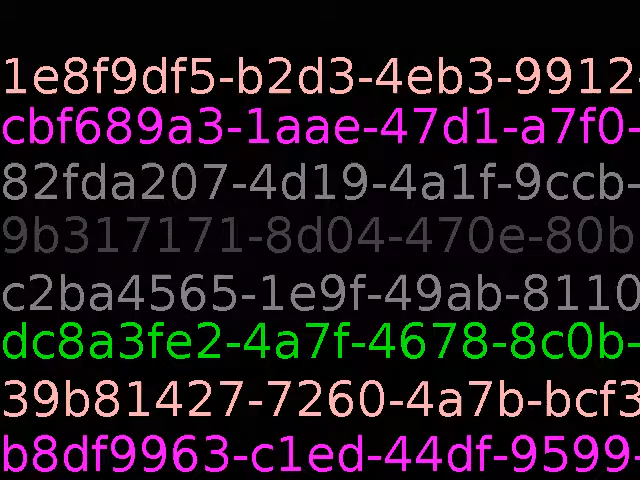 1e8f9df5-b2d3-4eb3-9912-
cbf689a3-1aae-47d1-a7f0-
82fda207-4d19-4a1f-9ccb-
9b317171-8d04-470e-80b
c2ba4565-1e9f-49ab-8110
dc8a3fe2-4a7f-4678-8c0b-
39b81427-7260-4a7b-bcf3
b8df9963-c1ed-44df-9599-